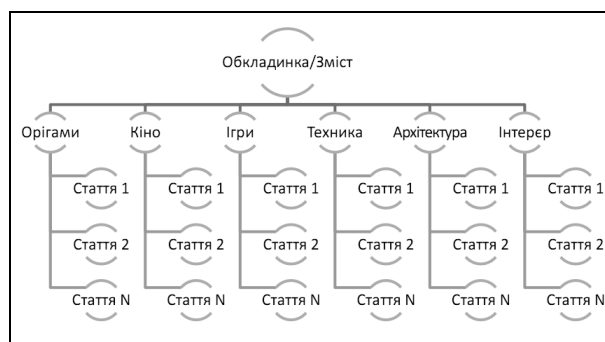 Обкладинка/Зміст
Орігами Кіно Ігри Техника Архітектура Інтерєр
Стаття 1 Стаття 1 Стаття 1 Стаття 1 Стаття 1 Стаття 1
Стаття 2 Стаття 2 Стаття 2 Стаття 2 Стаття 2 Стаття 2
Стаття N Стаття N Стаття N Стаття N Стаття N Стаття N